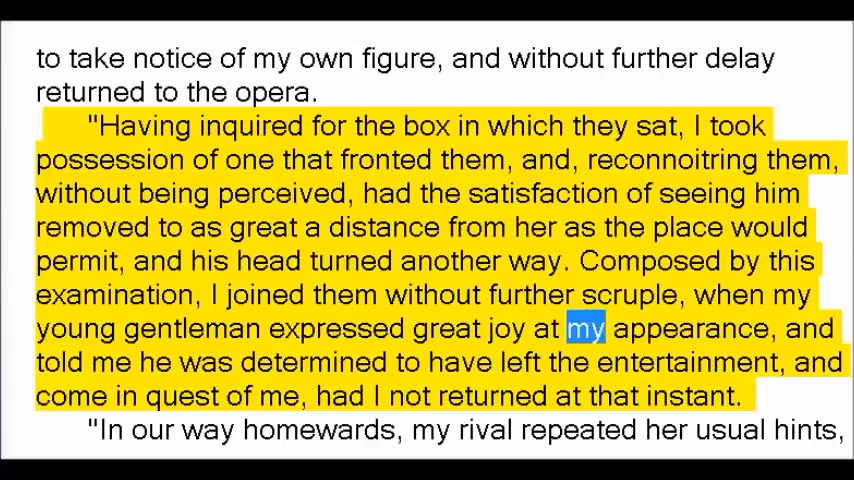 to take notice of my own figure, and without further delay
returned to the opera.
"Having inquired for the box in which they sat, I took
possession of one that fronted them, and, reconnoitring them,
without being perceived, had the satisfaction of seeing him
removed to as great a distance from her as the place would
permit, and his head turned another way. Composed by this
examination, I joined them without further scruple, when my
young gentleman expressed great joy at my appearance, and
told me he was determined to have left the entertainment, and
come in quest of me, had I not returned at that instant.
"In our way homewards, my rival repeated her usual hints,